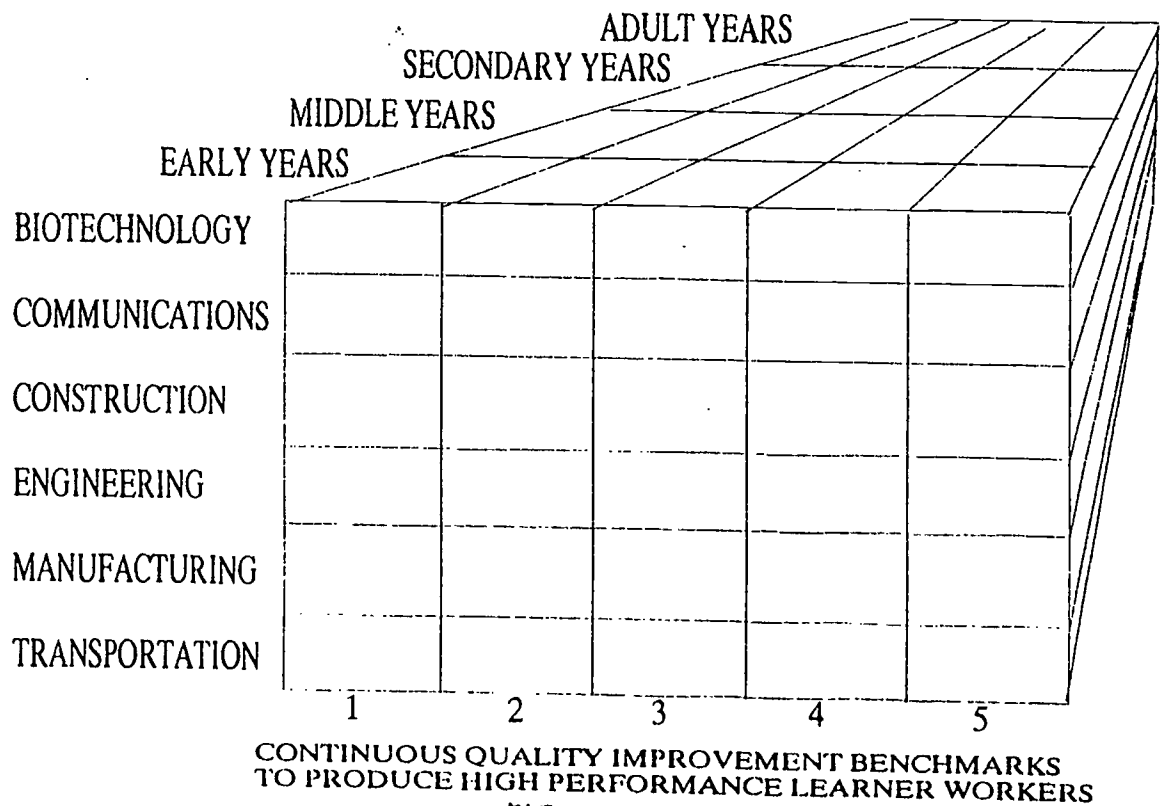 ADULT YEARS
SECONDARY YEARS
MIDDLE YEARS
EARLY YEARS
BIOTECHNOLOGY
COMMUNICATIONS
CONSTRUCTION
ENGINEERING
MANUFACTURING
TRANSPORTATION
1 2 3 4 5
CONTINUOUS QUALITY IMPROVEMENT BENCHMARKS
TO PRODUCE HIGH PERFORMANCE LEARNER WORKERS